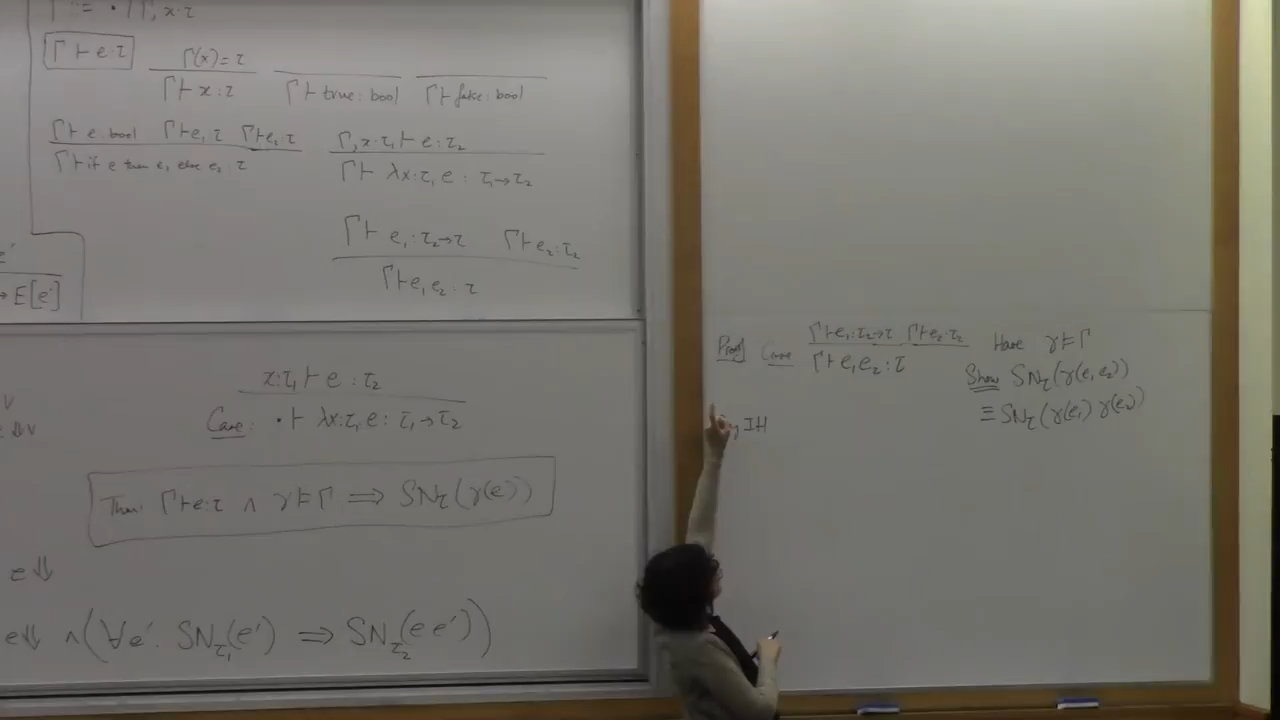 Γ ::= · | Γ, x:τ
Γ ⊢ e:τ
Γ(x) = τ
Γ ⊢ x:τ
Γ ⊢ true : bool
Γ ⊢ false : bool
Γ ⊢ e : bool Γ ⊢ e₁:τ Γ ⊢ e₂:τ
Γ ⊢ if e then e₁ else e₂ : τ
Γ, x:τ₁ ⊢ e : τ₂
Γ ⊢ λx:τ₁. e : τ₁→τ₂
Γ ⊢ e₁ : τ₂→τ Γ ⊢ e₂ : τ₂
Γ ⊢ e₁ e₂ : τ
e'
→ E[e']
x:τ₁ ⊢ e : τ₂
Case: · ⊢ λx:τ₁. e : τ₁→τ₂
v
e ⇓ v
Thm: Γ ⊢ e:τ ∧ γ ⊨ Γ ⟹ SN_τ(γ(e))
e ⇓
e ⇓ ∧ (∀e'. SN_τ₁(e') ⟹ SN_τ₂(e e'))
Proof Case
Γ ⊢ e₁ : τ₂→τ Γ ⊢ e₂ : τ₂
Γ ⊢ e₁ e₂ : τ
Have γ ⊨ Γ
Show SN_τ(γ(e₁ e₂))
≡ SN_τ(γ(e₁) γ(e₂))
By IH